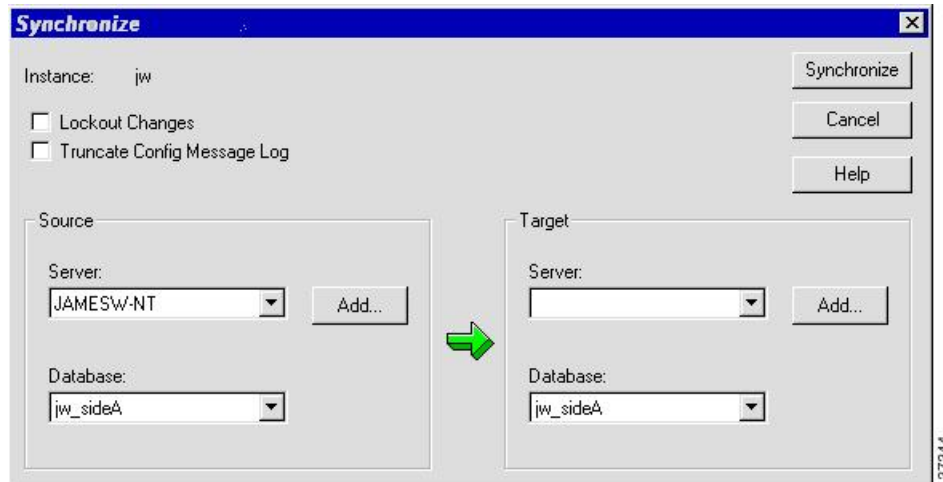 Synchronize
Instance: jw
Synchronize
Lockout Changes
Cancel
Truncate Config Message Log
Help
Source
Target
Server:
Server:
JAMESW-NT
Add...
Add...
Database:
Database:
jw_sideA
jw_sideA